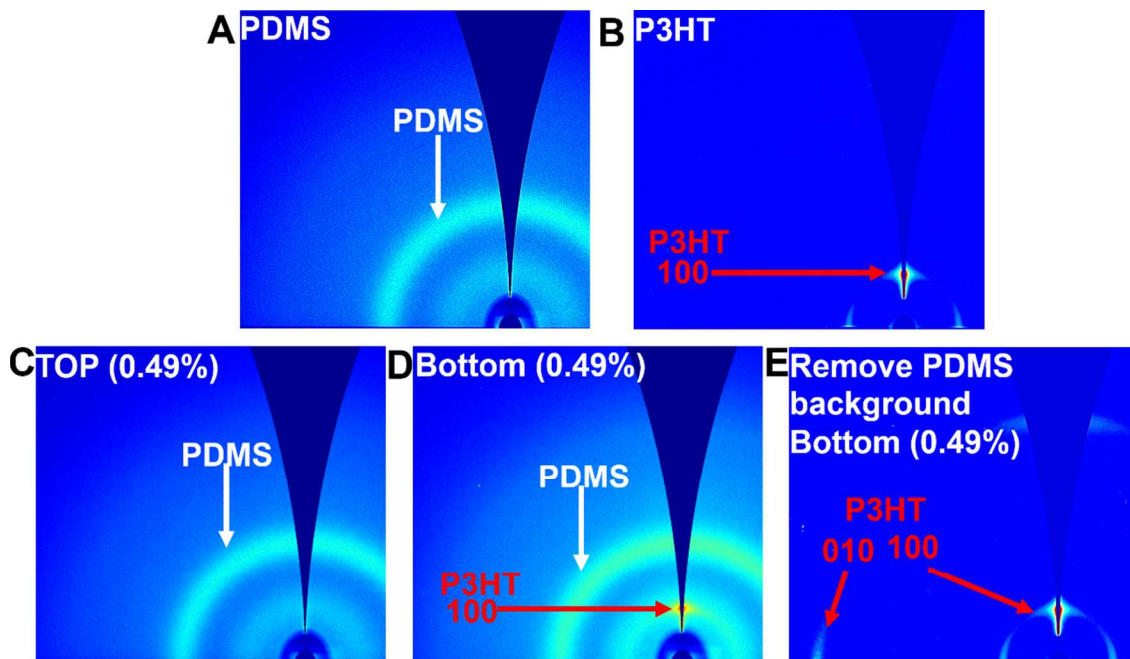 A PDMS
PDMS
B P3HT
P3HT
100
C TOP (0.49%)
PDMS
D Bottom (0.49%)
PDMS
P3HT
100
E Remove PDMS
background
Bottom (0.49%)
P3HT
010 100